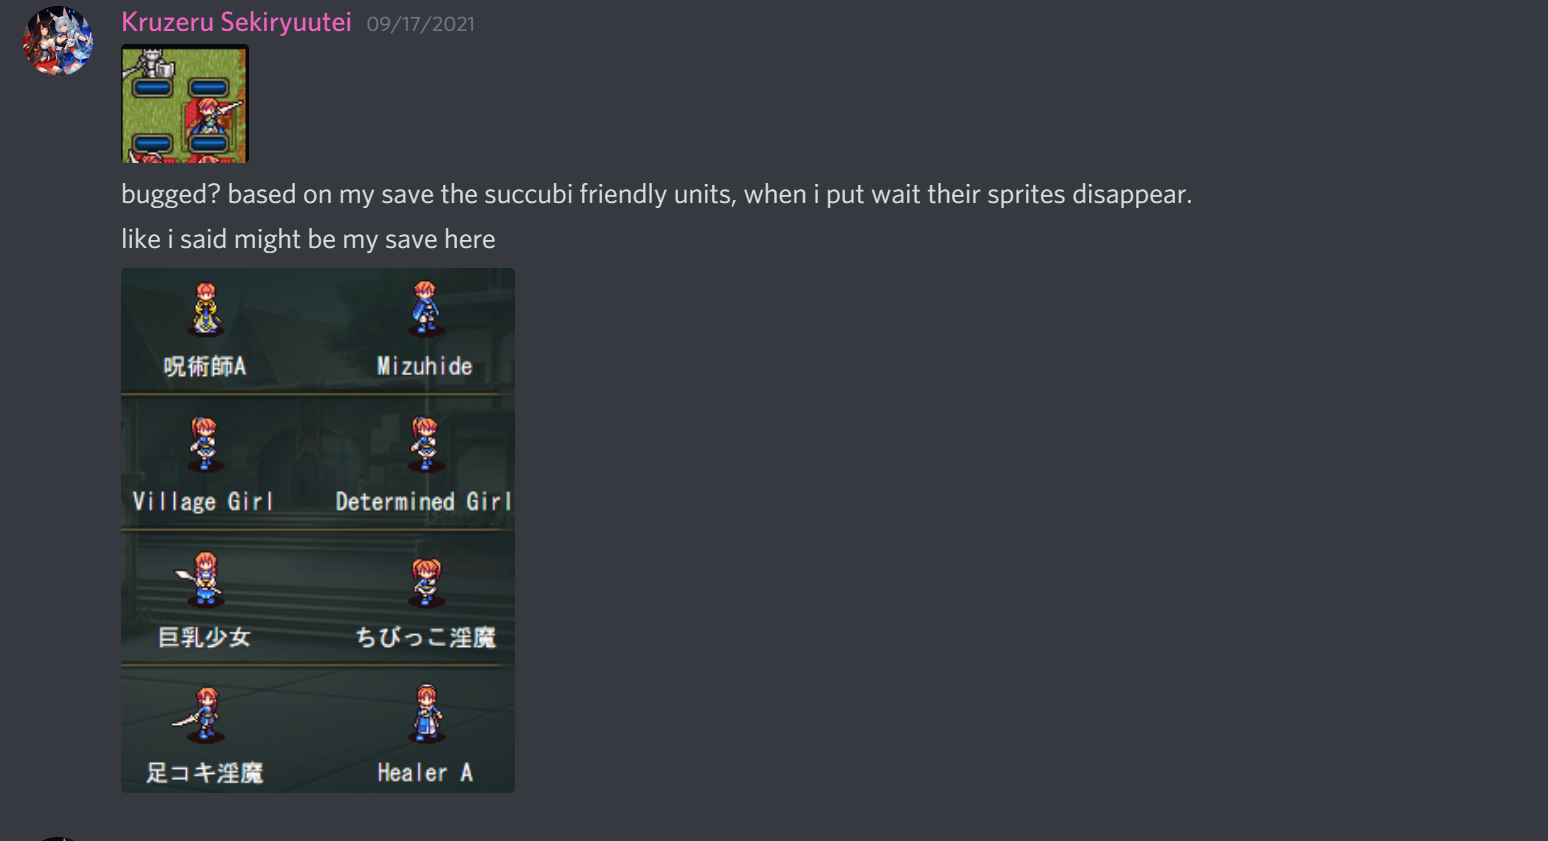 Kruzeru Sekiryuutei 09/17/2021
bugged? based on my save the succubi friendly units, when i put wait their sprites disappear.
like i said might be my save here
呪術師A Mizuhide
Village Girl Determined Girl
巨乳少女 ちびっこ淫魔
足コキ淫魔 Healer A